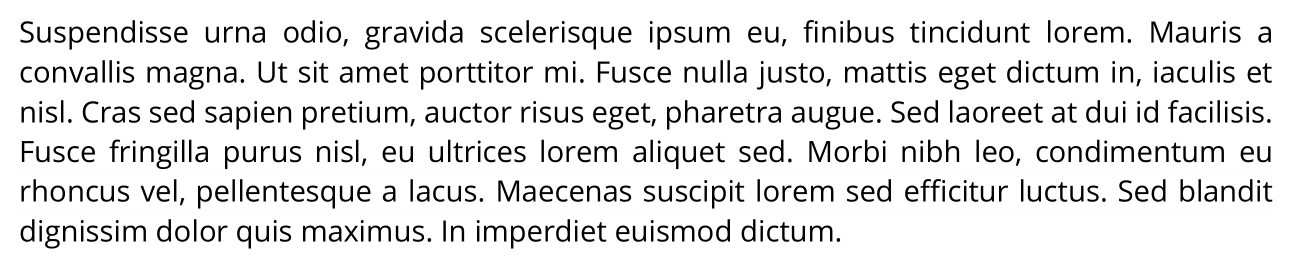 Suspendisse urna odio, gravida scelerisque ipsum eu, finibus tincidunt lorem. Mauris a
convallis magna. Ut sit amet porttitor mi. Fusce nulla justo, mattis eget dictum in, iaculis et
nisl. Cras sed sapien pretium, auctor risus eget, pharetra augue. Sed laoreet at dui id facilisis.
Fusce fringilla purus nisl, eu ultrices lorem aliquet sed. Morbi nibh leo, condimentum eu
rhoncus vel, pellentesque a lacus. Maecenas suscipit lorem sed efficitur luctus. Sed blandit
dignissim dolor quis maximus. In imperdiet euismod dictum.